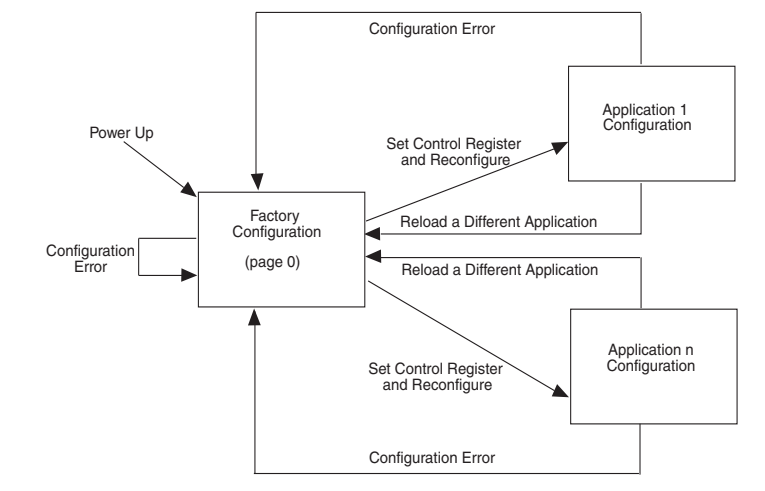 Configuration Error
Application 1
Configuration
Power Up
Set Control Register
and Reconfigure
Factory
Configuration
(page 0)
Reload a Different Application
Configuration
Error
Reload a Different Application
Application n
Configuration
Set Control Register
and Reconfigure
Configuration Error